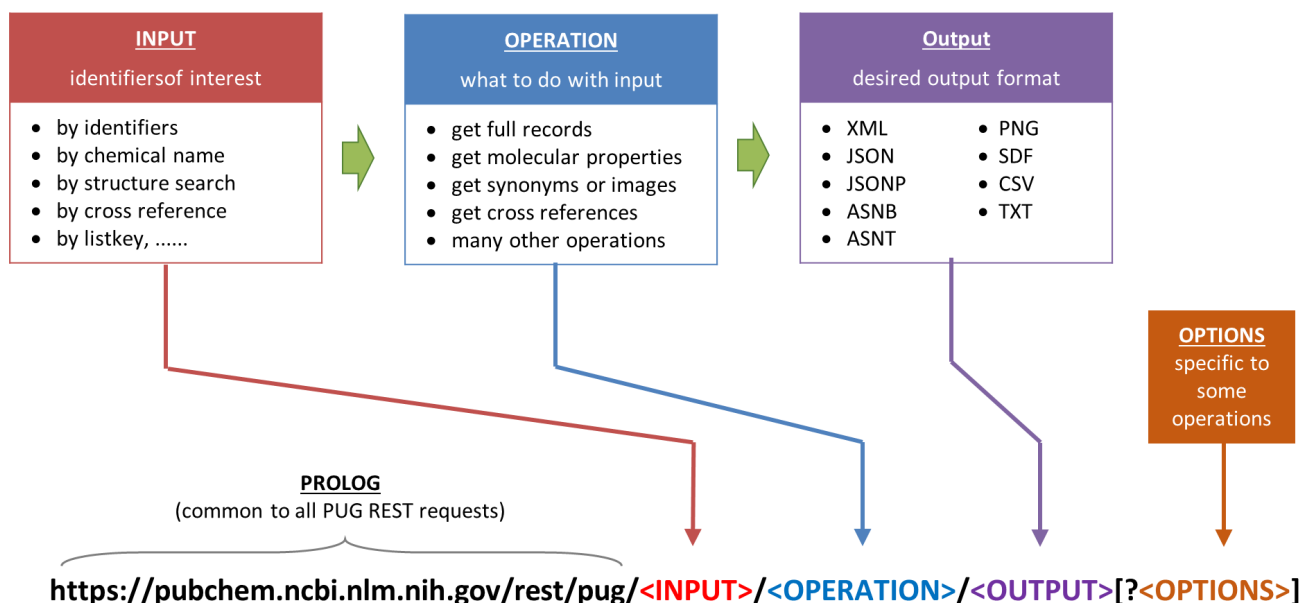 INPUT
identifiersof interest
• by identifiers
• by chemical name
• by structure search
• by cross reference
• by listkey, ......
OPERATION
what to do with input
• get full records
• get molecular properties
• get synonyms or images
• get cross references
• many other operations
Output
desired output format
• XML
• JSON
• JSONP
• ASNB
• ASNT
• PNG
• SDF
• CSV
• TXT
OPTIONS
specific to
some
operations
PROLOG
(common to all PUG REST requests)
https://pubchem.ncbi.nlm.nih.gov/rest/pug/<INPUT>/<OPERATION>/<OUTPUT>[?<OPTIONS>]